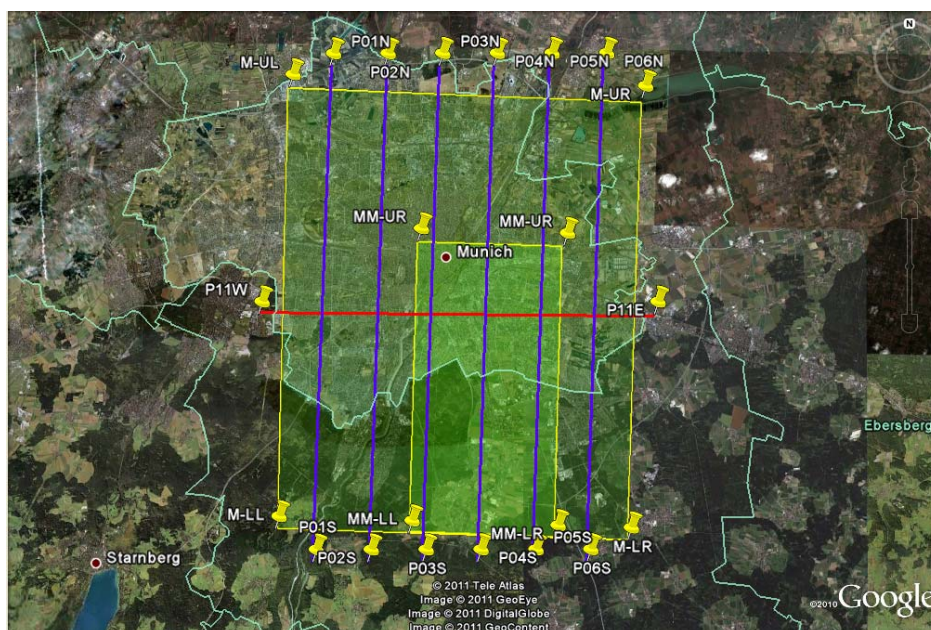 N
P01N
P03N
M-UL
P02N
P04N
P05N
P06N
M-UR
MM-UR
MM-UR
Munich
P11W
P11E
Ebersberg
M-LL
P01S
MM-LL
MM-LR
P05S
M-LR
Starnberg
P02S
P03S
P04S
P06S
© 2011 Tele Atlas
Image © 2011 GeoEye
Image © 2011 DigitalGlobe
Image © 2011 GeoContent
©2010 Google